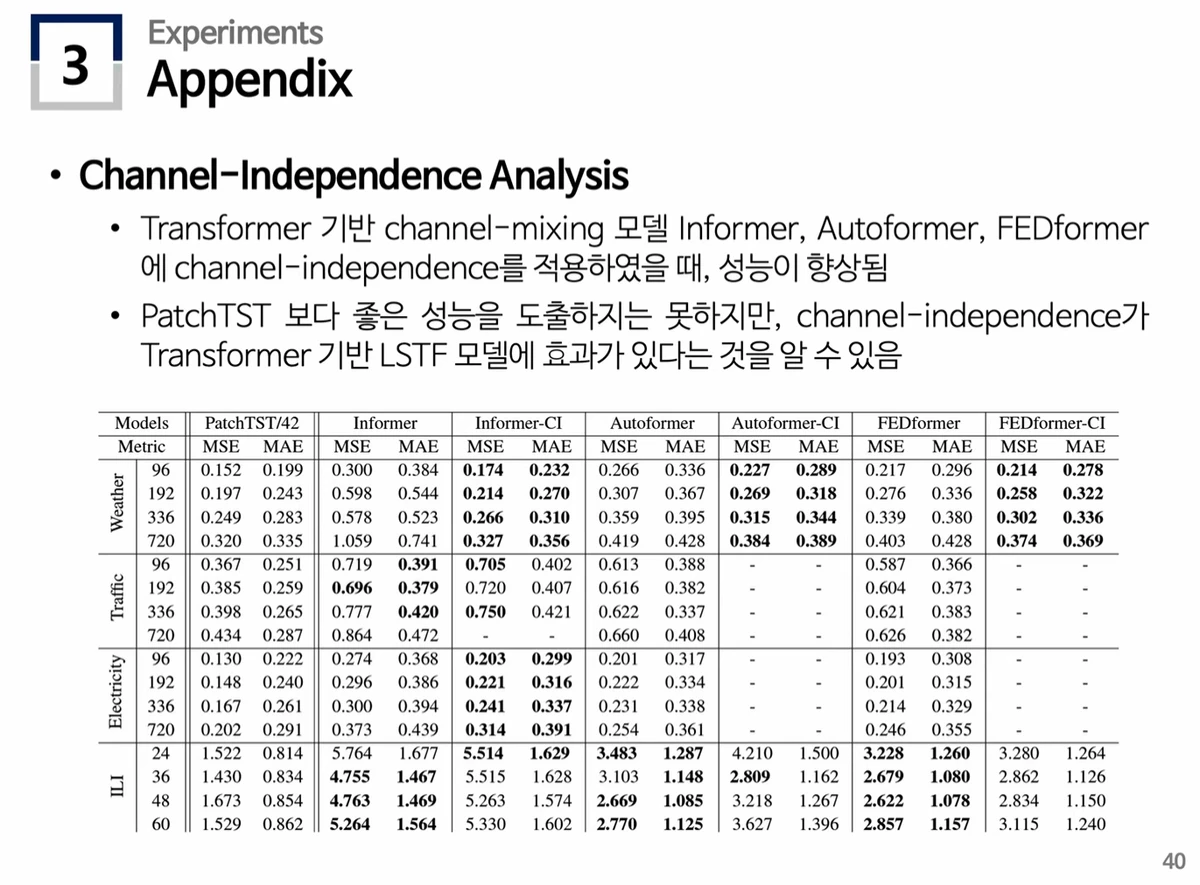 3
Experiments
Appendix
• Channel-Independence Analysis
• Transformer 기반 channel-mixing 모델 Informer, Autoformer, FEDformer
에 channel-independence를 적용하였을 때, 성능이 향상됨
• PatchTST 보다 좋은 성능을 도출하지는 못하지만, channel-independence가
Transformer 기반 LSTF 모델에 효과가 있다는 것을 알 수 있음
Models PatchTST/42 Informer Informer-CI Autoformer Autoformer-CI FEDformer FEDformer-CI
Metric MSE MAE MSE MAE MSE MAE MSE MAE MSE MAE MSE MAE MSE MAE
Weather
96 0.152 0.199 0.300 0.384 0.174 0.232 0.266 0.336 0.227 0.289 0.217 0.296 0.214 0.278
192 0.197 0.243 0.598 0.544 0.214 0.270 0.307 0.367 0.269 0.318 0.276 0.336 0.258 0.322
336 0.249 0.283 0.578 0.523 0.266 0.310 0.359 0.395 0.315 0.344 0.339 0.380 0.302 0.336
720 0.320 0.335 1.059 0.741 0.327 0.356 0.419 0.428 0.384 0.389 0.403 0.428 0.374 0.369
Traffic
96 0.367 0.251 0.719 0.391 0.705 0.402 0.613 0.388 - - 0.587 0.366 - -
192 0.385 0.259 0.696 0.379 0.720 0.407 0.616 0.382 - - 0.604 0.373 - -
336 0.398 0.265 0.777 0.420 0.750 0.421 0.622 0.337 - - 0.621 0.383 - -
720 0.434 0.287 0.864 0.472 - - 0.660 0.408 - - 0.626 0.382 - -
Electricity
96 0.130 0.222 0.274 0.368 0.203 0.299 0.201 0.317 - - 0.193 0.308 - -
192 0.148 0.240 0.296 0.386 0.221 0.316 0.222 0.334 - - 0.201 0.315 - -
336 0.167 0.261 0.300 0.394 0.241 0.337 0.231 0.338 - - 0.214 0.329 - -
720 0.202 0.291 0.373 0.439 0.314 0.391 0.254 0.361 - - 0.246 0.355 - -
ILI
24 1.522 0.814 5.764 1.677 5.514 1.629 3.483 1.287 4.210 1.500 3.228 1.260 3.280 1.264
36 1.430 0.834 4.755 1.467 5.515 1.628 3.103 1.148 2.809 1.162 2.679 1.080 2.862 1.126
48 1.673 0.854 4.763 1.469 5.263 1.574 2.669 1.085 3.218 1.267 2.622 1.078 2.834 1.150
60 1.529 0.862 5.264 1.564 5.330 1.602 2.770 1.125 3.627 1.396 2.857 1.157 3.115 1.240
40